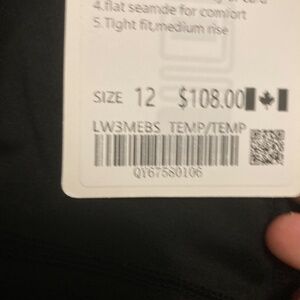 4.flat seamde for comfort
5.Tight fit,medium rise
SIZE 12 $108.00
LW3MEBS TEMP/TEMP
QY67580106